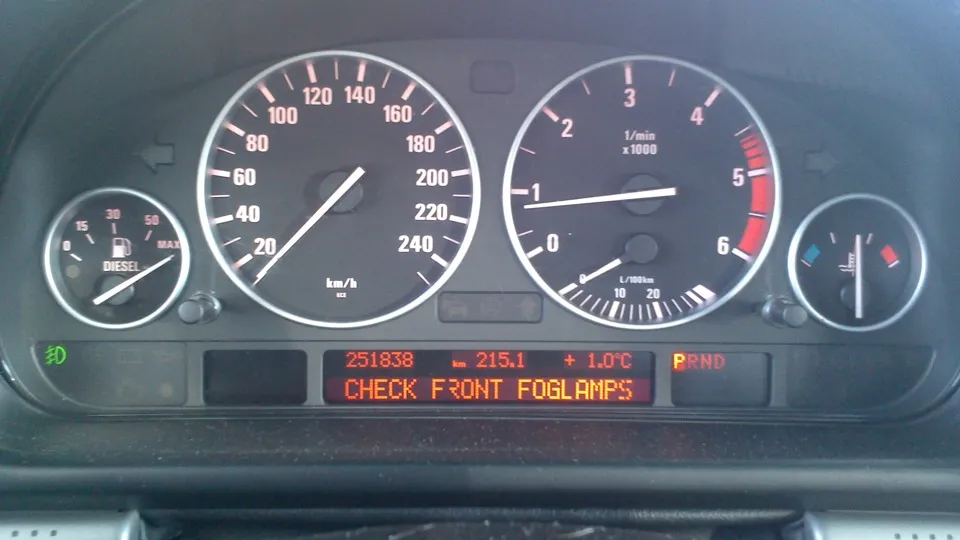 0 15 30 50 MAX
DIESEL
20 40 60 80 100 120 140 160 180 200 220 240
km/h
ECE
0 1 2 3 4 5 6
1/min
x1000
0 10 20
L/100km
251838 km 215.1 + 1.0°C
CHECK FRONT FOGLAMPS
PRND